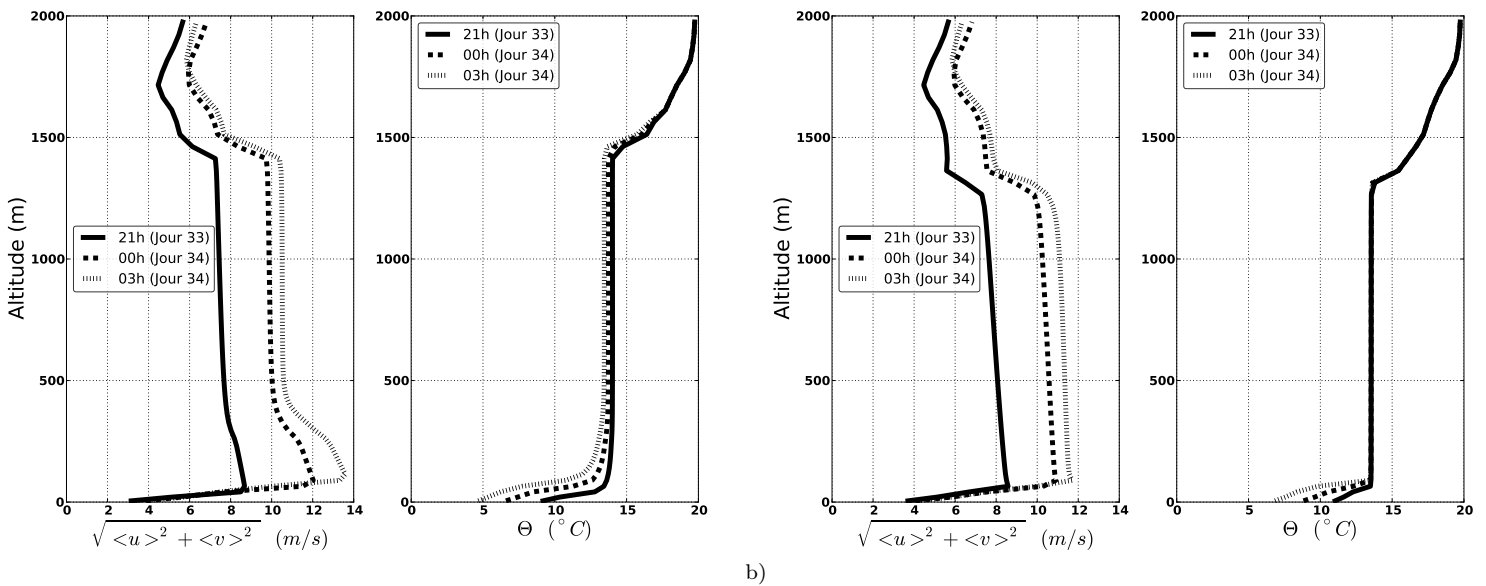 2000
1500
1000
500
0
Altitude (m)
21h (Jour 33)
00h (Jour 34)
03h (Jour 34)
0 2 4 6 8 10 12 14
√<u>² + <v>² (m/s)
2000
1500
1000
500
0
21h (Jour 33)
00h (Jour 34)
03h (Jour 34)
0 5 10 15 20
Θ (°C)
2000
1500
1000
500
0
Altitude (m)
21h (Jour 33)
00h (Jour 34)
03h (Jour 34)
0 2 4 6 8 10 12 14
√<u>² + <v>² (m/s)
2000
1500
1000
500
0
21h (Jour 33)
00h (Jour 34)
03h (Jour 34)
0 5 10 15 20
Θ (°C)
b)